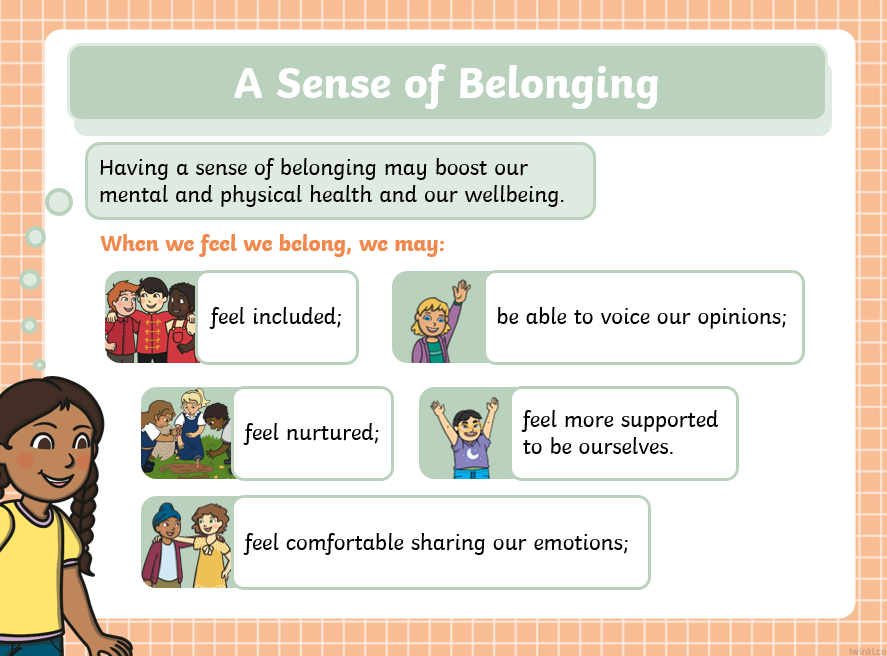 A Sense of Belonging
Having a sense of belonging may boost our
mental and physical health and our wellbeing.
When we feel we belong, we may:
feel included;
be able to voice our opinions;
feel nurtured;
feel more supported
to be ourselves.
feel comfortable sharing our emotions;
twinkl.co